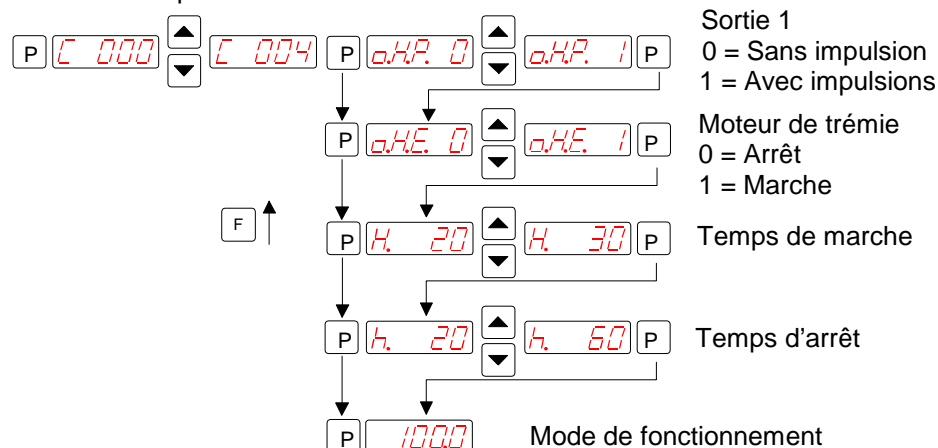 P C 000 C 004 P o.H.P. 0 o.H.P. 1 P
Sortie 1
0 = Sans impulsion
1 = Avec impulsions
P o.H.E. 0 o.H.E. 1 P
Moteur de trémie
0 = Arrêt
1 = Marche
F
P H. 20 H. 30 P
Temps de marche
P h. 20 h. 60 P
Temps d'arrêt
P 100.0
Mode de fonctionnement